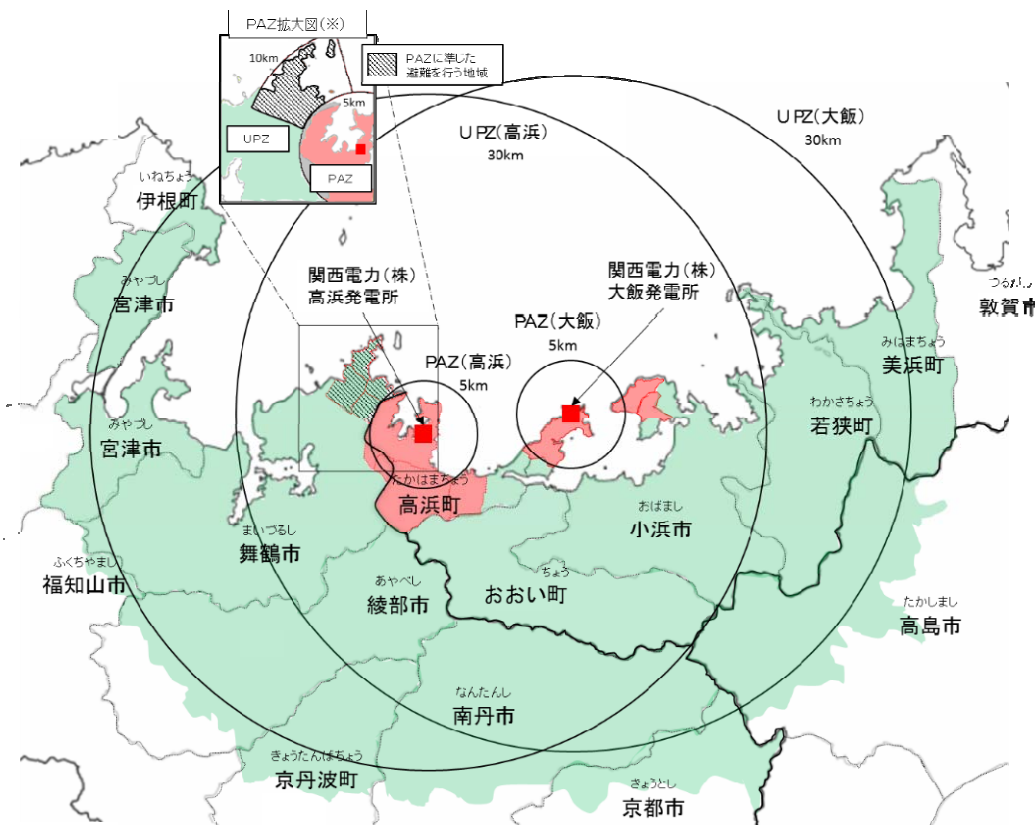 PAZ拡大図(※)
10km
5km
UPZ
PAZ
PAZに準じた
避難を行う地域
UPZ(高浜)
30km
UPZ(大飯)
30km
いねちょう
伊根町
みやづし
宮津市
関西電力(株)
高浜発電所
関西電力(株)
大飯発電所
PAZ(大飯)
5km
PAZ(高浜)
5km
つるがし
敦賀市
みはまちょう
美浜町
わかさちょう
若狭町
みやづし
宮津市
たかはまちょう
高浜町
おばまし
小浜市
まいづるし
舞鶴市
ふくちやまし
福知山市
あやべし
綾部市
ちょう
おおい町
たかしまし
高島市
なんたんし
南丹市
きょうたんばちょう
京丹波町
きょうとし
京都市